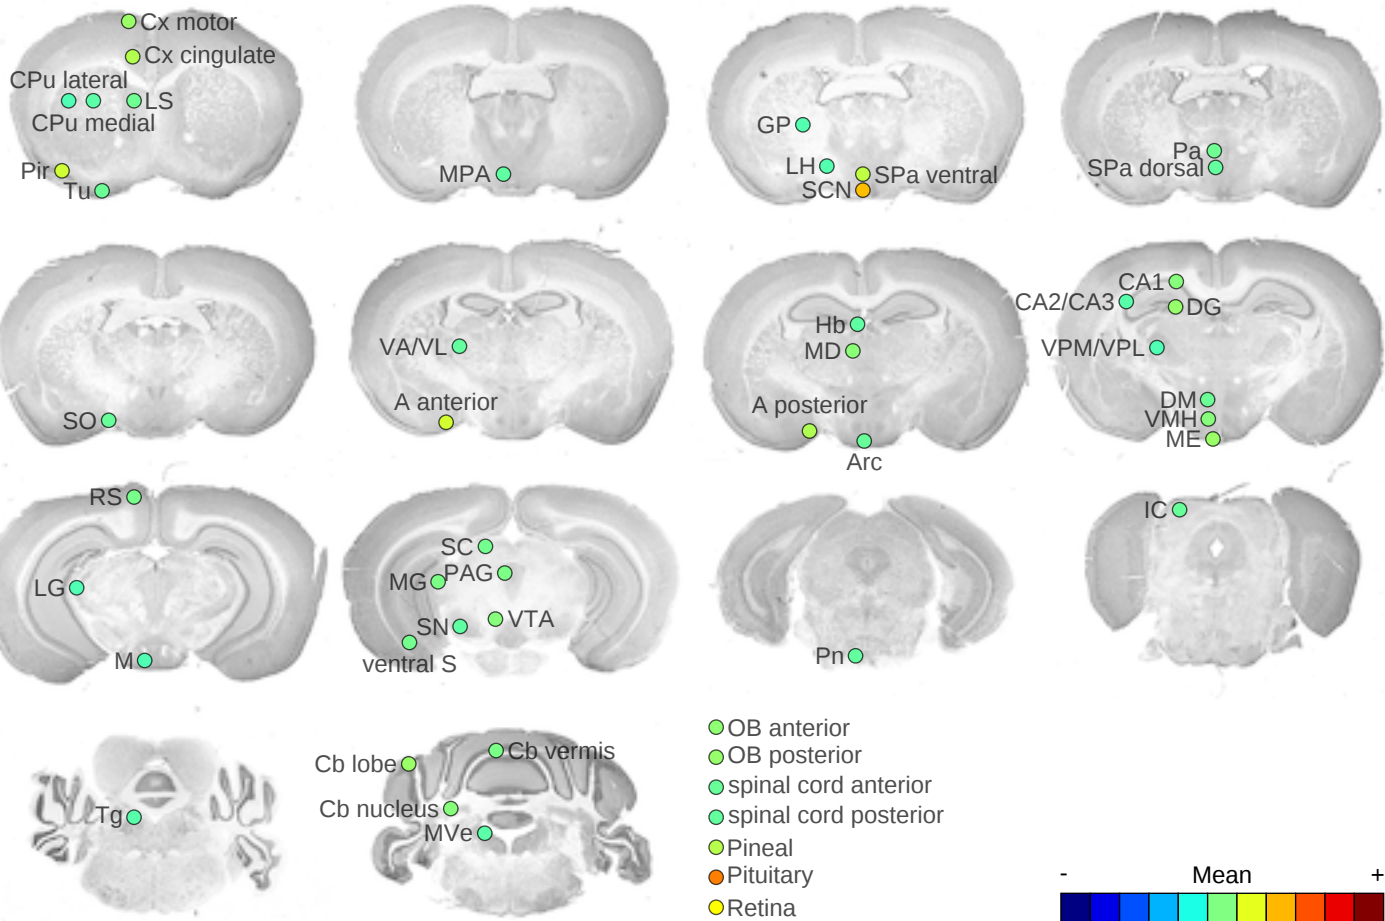 Cx motor
Cx cingulate
CPu lateral
LS
CPu medial
Pir
Tu
MPA
GP
LH
SPa ventral
SCN
Pa
SPa dorsal
SO
VA/VL
A anterior
Hb
MD
A posterior
Arc
CA1
CA2/CA3
DG
VPM/VPL
DM
VMH
ME
RS
LG
M
SC
MG
PAG
SN
VTA
ventral S
Pn
IC
Tg
Cb lobe
Cb vermis
Cb nucleus
MVe
OB anterior
OB posterior
spinal cord anterior
spinal cord posterior
Pineal
Pituitary
Retina
- Mean +